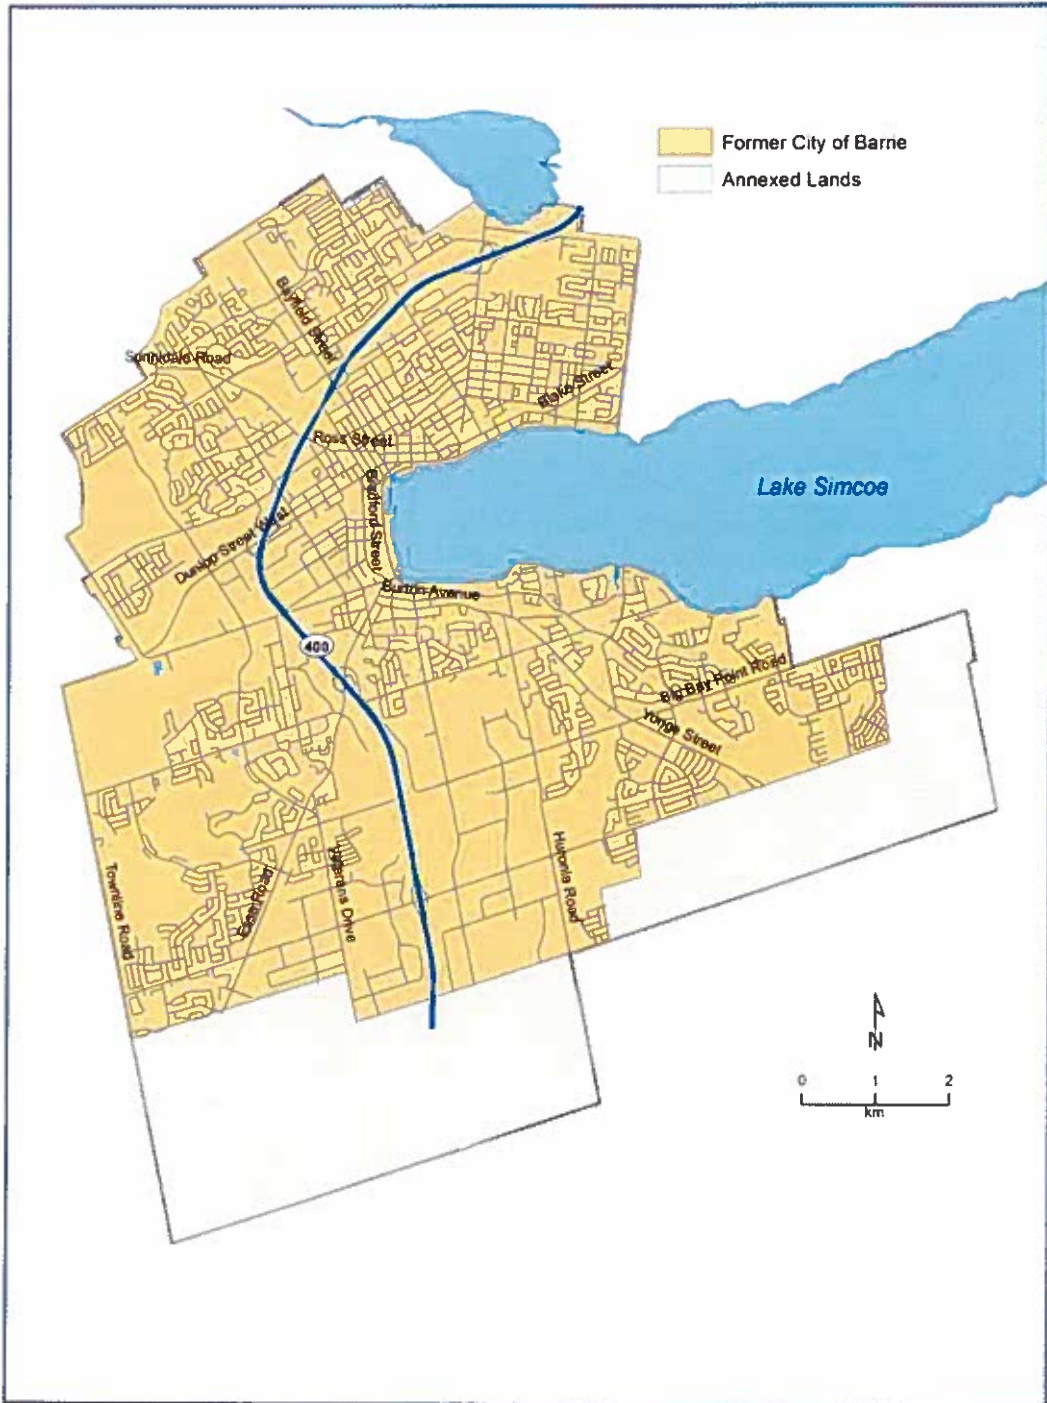 Former City of Barrie
Annexed Lands
Bayfield Street
Sunnidale Road
Blake Street
Ross Street
Bradford Street
Lake Simcoe
Dunlop Street West
Burton Avenue
400
Big Bay Point Road
Yonge Street
Huronia Road
Veterans Drive
Essa Road
Townline Road
N
0 1 2
km